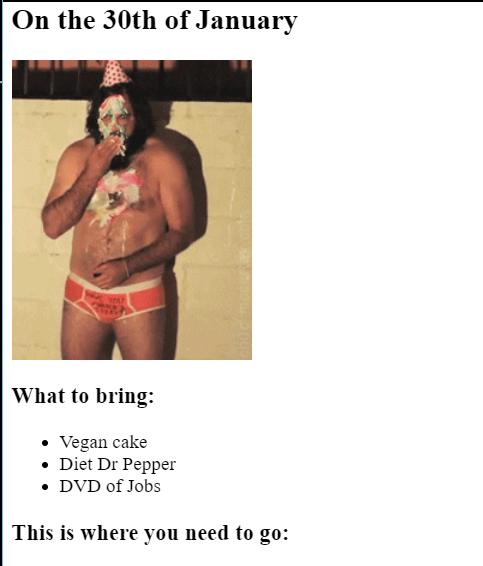 On the 30th of January
What to bring:
Vegan cake
Diet Dr Pepper
DVD of Jobs
This is where you need to go: